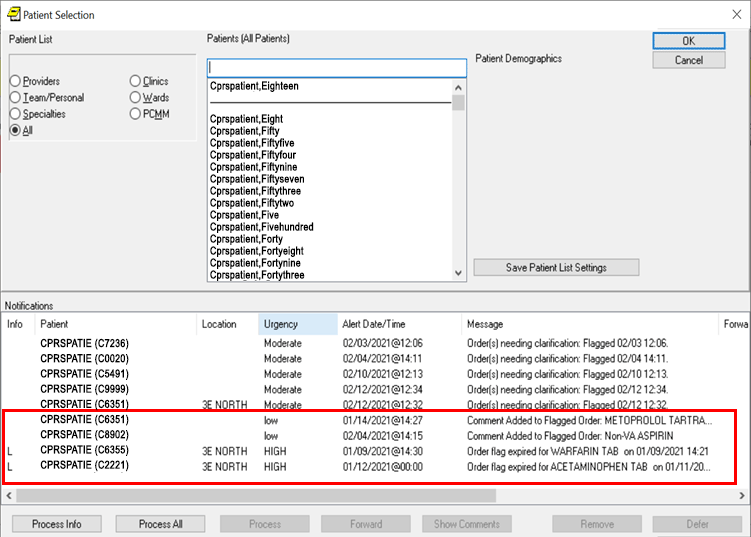 Patient Selection
Patient List
Providers
Clinics
Team/Personal
Wards
Specialties
PCMM
All
Patients (All Patients)
Cprspatient,Eighteen
Cprspatient,Eight
Cprspatient,Fifty
Cprspatient,Fiftyfive
Cprspatient,Fiftyfour
Cprspatient,Fiftynine
Cprspatient,Fiftyseven
Cprspatient,Fiftythree
Cprspatient,Fiftytwo
Cprspatient,Five
Cprspatient,Fivehundred
Cprspatient,Forty
Cprspatient,Fortyeight
Cprspatient,Fortynine
Cprspatient,Fortythree
OK
Cancel
Patient Demographics
Save Patient List Settings
Notifications
Info Patient Location Urgency Alert Date/Time Message Forwa
CPRSPATIE (C7236) Moderate 02/03/2021@12:06 Order(s) needing clarification: Flagged 02/03 12:06.
CPRSPATIE (C0020) Moderate 02/04/2021@14:11 Order(s) needing clarification: Flagged 02/04 14:11.
CPRSPATIE (C5491) Moderate 02/10/2021@12:13 Order(s) needing clarification: Flagged 02/10 12:13.
CPRSPATIE (C9999) Moderate 02/12/2021@12:34 Order(s) needing clarification: Flagged 02/12 12:34.
CPRSPATIE (C6351) 3E NORTH Moderate 02/12/2021@12:32 Order(s) needing clarification: Flagged 02/12 12:32.
CPRSPATIE (C6351) low 01/14/2021@14:27 Comment Added to Flagged Order: METOPROLOL TARTRA...
CPRSPATIE (C8902) low 02/04/2021@14:15 Comment Added to Flagged Order: Non-VA ASPIRIN
L CPRSPATIE (C6355) 3E NORTH HIGH 01/09/2021@14:30 Order flag expired for WARFARIN TAB on 01/09/2021 14:21
L CPRSPATIE (C2221) 3E NORTH HIGH 01/12/2021@00:00 Order flag expired for ACETAMINOPHEN TAB on 01/11/20...
Process Info Process All Process Forward Show Comments Remove Defer